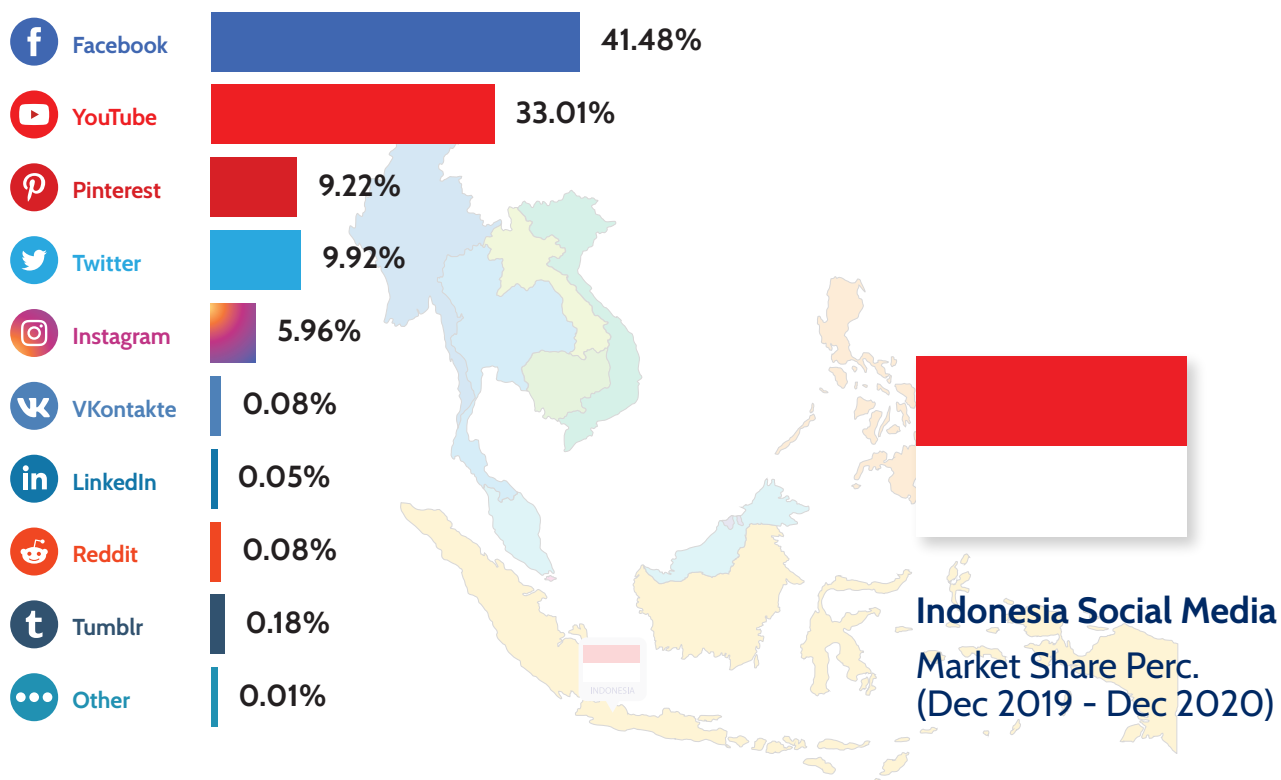 Facebook 41.48%
YouTube 33.01%
Pinterest 9.22%
Twitter 9.92%
Instagram 5.96%
VKontakte 0.08%
in LinkedIn 0.05%
Reddit 0.08%
t Tumblr 0.18%
Other 0.01%
INDONESIA
Indonesia Social Media
Market Share Perc.
(Dec 2019 - Dec 2020)